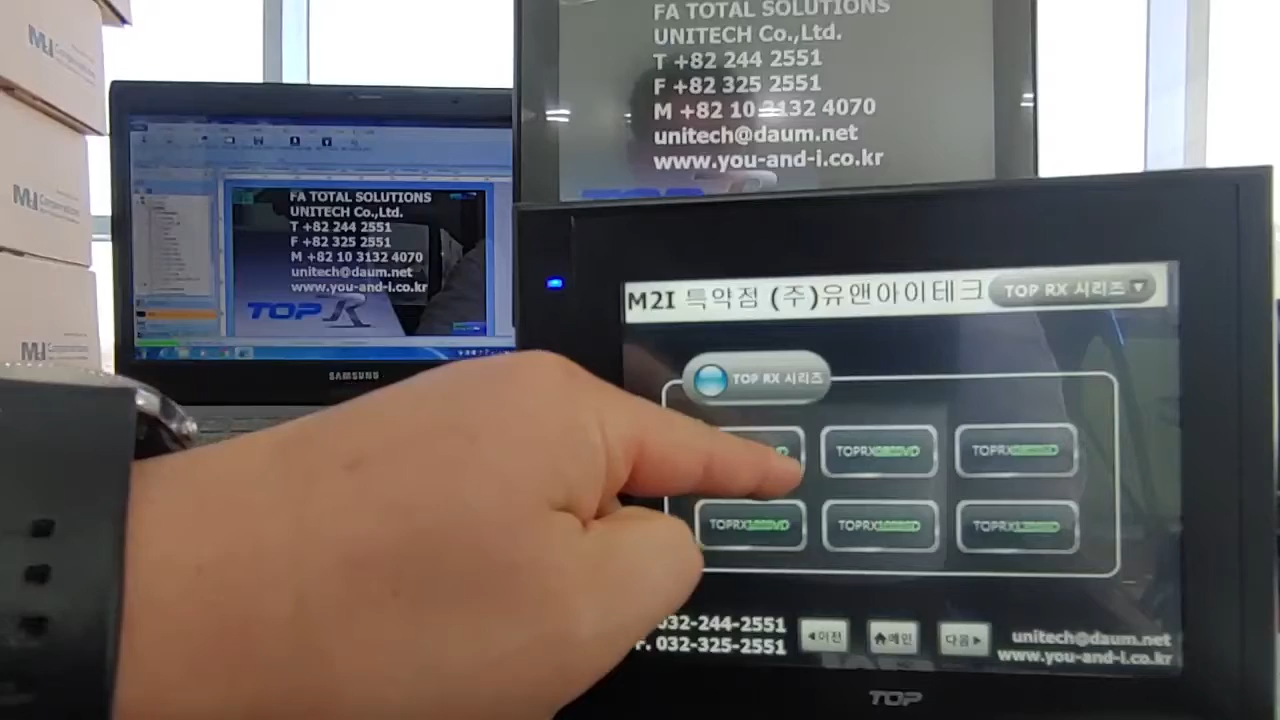 M2I
M2I
M2I
FA TOTAL SOLUTIONS
UNITECH Co.,Ltd.
T +82 244 2551
F +82 325 2551
M +82 10 3132 4070
unitech@daum.net
www.you-and-i.co.kr
TOP R
SAMSUNG
FA TOTAL SOLUTIONS
UNITECH Co.,Ltd.
T +82 244 2551
F +82 325 2551
M +82 10 3132 4070
unitech@daum.net
www.you-and-i.co.kr
TOP R
M2I 특약점 (주)유앤아이테크
TOP RX 시리즈 ▼
TOP RX 시리즈
TOPRX
TOPRX
TOPRX
TOPRX
TOPRX
032-244-2551
F. 032-325-2551
◀이전
메인
다음▶
unitech@daum.net
www.you-and-i.co.kr
TOP